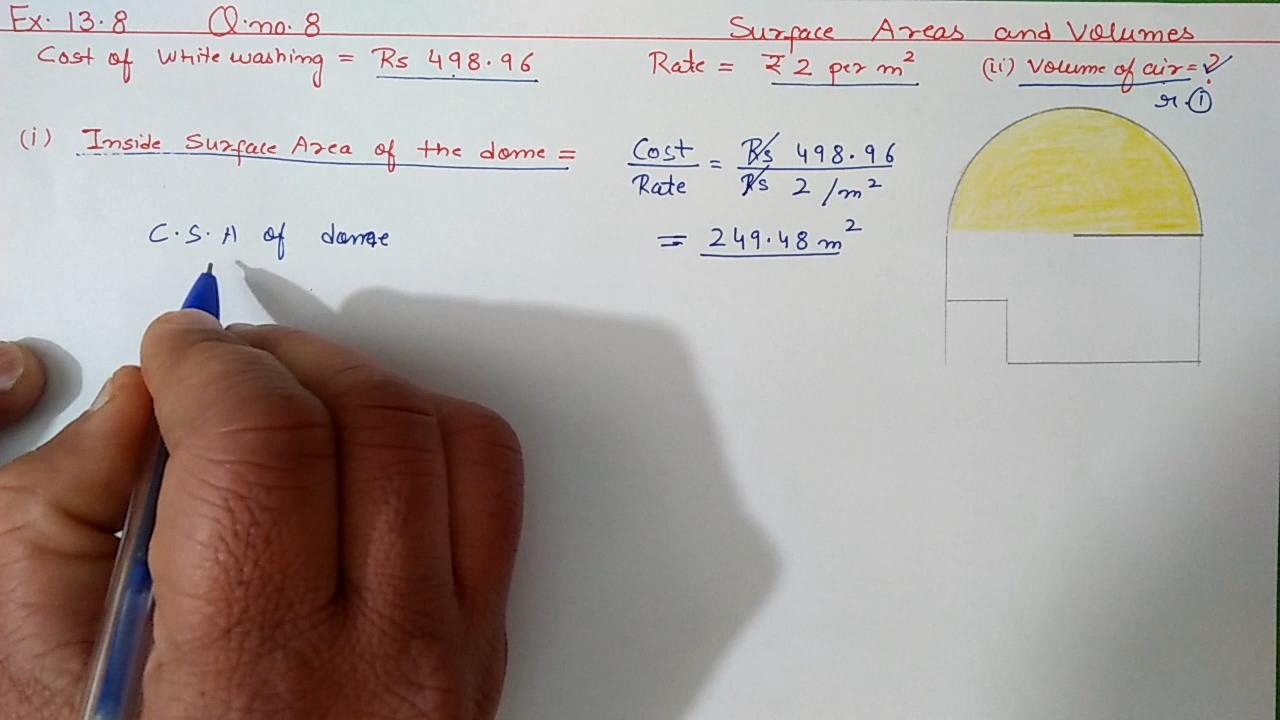 Ex. 13.8 Q.no. 8 Surface Areas and Volumes
Cost of white washing = Rs 498.96 Rate = ₹ 2 per m² (ii) Volume of air = ? ✓
r. ①
(i) Inside Surface Area of the dome = Cost/Rate = Rs 498.96/Rs 2/m²
C.S.A of dome = 249.48 m²